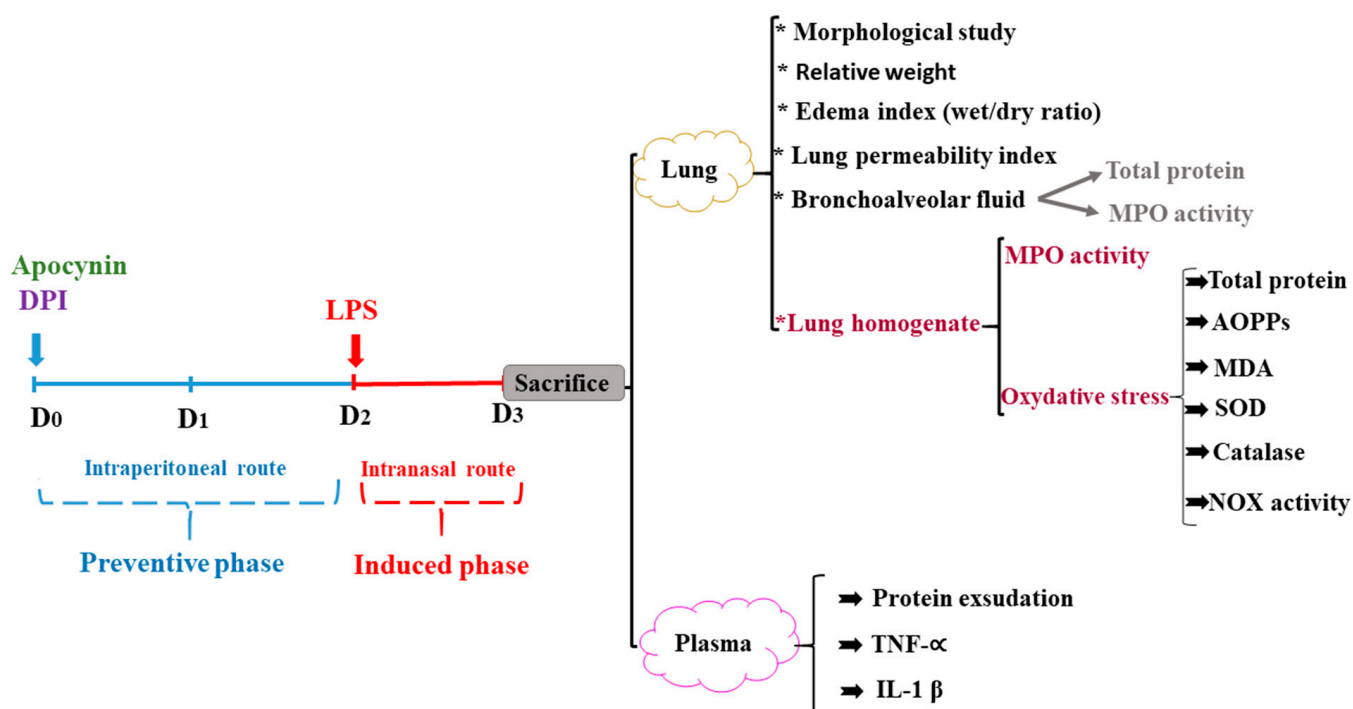 Apocynin
DPI
LPS
D0
D1
D2
D3
Sacrifice
Intraperitoneal route
Intranasal route
Preventive phase
Induced phase
Lung
* Morphological study
* Relative weight
* Edema index (wet/dry ratio)
* Lung permeability index
* Bronchoalveolar fluid
Total protein
MPO activity
*Lung homogenate
MPO activity
Oxydative stress
Total protein
AOPPs
MDA
SOD
Catalase
NOX activity
Plasma
Protein exsudation
TNF-α
IL-1 β